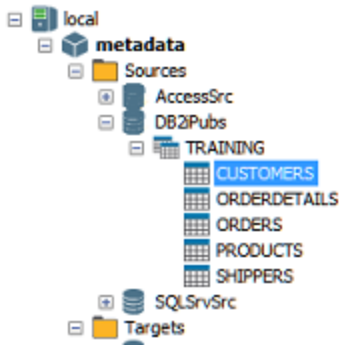 local
metadata
Sources
AccessSrc
DB2iPubs
TRAINING
CUSTOMERS
ORDERDETAILS
ORDERS
PRODUCTS
SHIPPERS
SQLSrvSrc
Targets